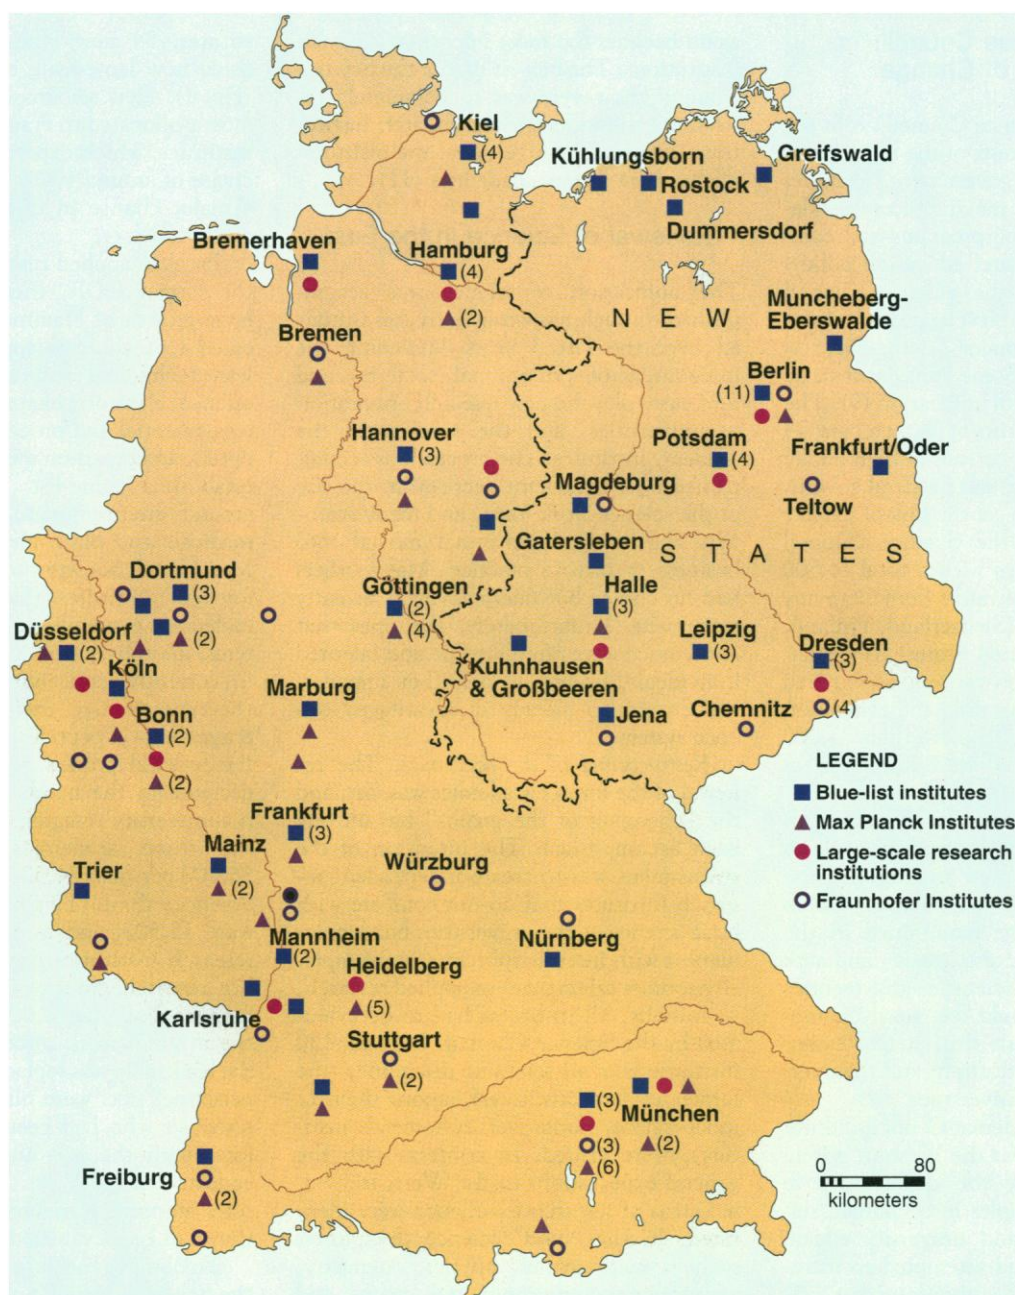 Kiel
(4)
Kühlungsborn
Greifswald
Rostock
Dummersdorf
Bremerhaven
Hamburg
(4)
(2)
NEW
Muncheberg-
Eberswalde
Bremen
Berlin
(11)
Hannover
(3)
Potsdam
(4)
Frankfurt/Oder
Magdeburg
Teltow
Gatersleben
STATES
Dortmund
(3)
(2)
Göttingen
(2)
(4)
Halle
(3)
Düsseldorf
(2)
Leipzig
(3)
Dresden
(3)
(4)
Köln
Kuhnhausen
& Großbeeren
Marburg
Bonn
(2)
(2)
Jena
Chemnitz
LEGEND
Blue-list institutes
Max Planck Institutes
Large-scale research
institutions
Fraunhofer Institutes
Frankfurt
(3)
Mainz
(2)
Trier
Würzburg
Mannheim
(2)
Nürnberg
Heidelberg
(5)
Karlsruhe
Stuttgart
(2)
München
(3)
(3)
(2)
(6)
Freiburg
(2)
0 80
kilometers